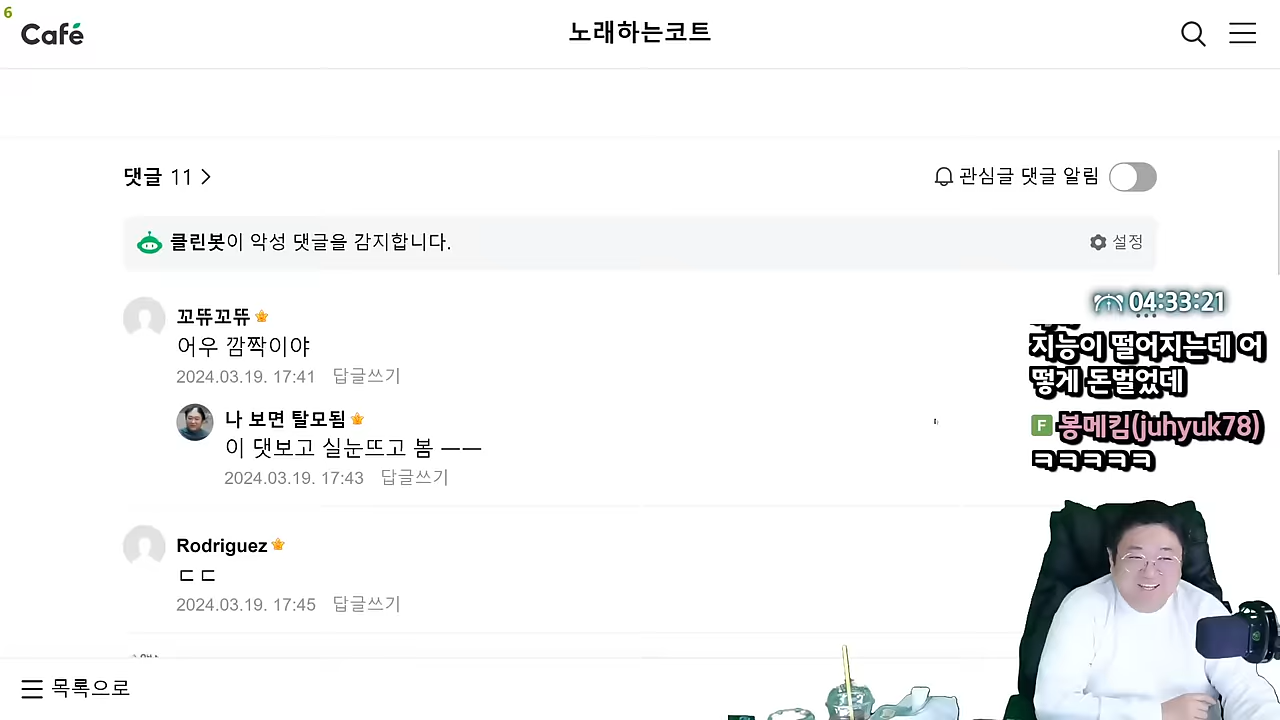 6
Café
노래하는코트
댓글 11
관심글 댓글 알림
클린봇이 악성 댓글을 감지합니다.
설정
꼬뜌꼬뜌
어우 깜짝이야
2024.03.19. 17:41 답글쓰기
나 보면 탈모됨
이 댓보고 실눈뜨고 봄 ㅡㅡ
2024.03.19. 17:43 답글쓰기
Rodriguez
ㄷㄷ
2024.03.19. 17:45 답글쓰기
목록으로
04:33:21
지능이 떨어지는데 어
떻게 돈벌었데
F 봉메킴(juhyuk78)
ㅋㅋㅋㅋㅋ